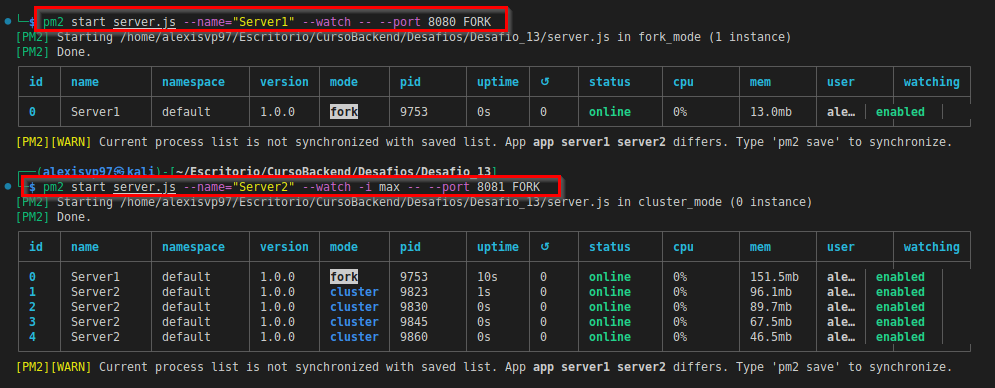 └─$ pm2 start server.js --name="Server1" --watch -- --port 8080 FORK
[PM2] Starting /home/alexisvp97/Escritorio/CursoBackend/Desafios/Desafio_13/server.js in fork_mode (1 instance)
[PM2] Done.
id name namespace version mode pid uptime ↺ status cpu mem user watching
0 Server1 default 1.0.0 fork 9753 0s 0 online 0% 13.0mb ale… enabled
[PM2][WARN] Current process list is not synchronized with saved list. App app server1 server2 differs. Type 'pm2 save' to synchronize.
┌──(alexisvp97㉿kali)-[~/Escritorio/CursoBackend/Desafios/Desafio_13]
└─$ pm2 start server.js --name="Server2" --watch -i max -- --port 8081 FORK
[PM2] Starting /home/alexisvp97/Escritorio/CursoBackend/Desafios/Desafio_13/server.js in cluster_mode (0 instance)
[PM2] Done.
id name namespace version mode pid uptime ↺ status cpu mem user watching
0 Server1 default 1.0.0 fork 9753 10s 0 online 0% 151.5mb ale… enabled
1 Server2 default 1.0.0 cluster 9823 1s 0 online 0% 96.1mb ale… enabled
2 Server2 default 1.0.0 cluster 9830 0s 0 online 0% 89.7mb ale… enabled
3 Server2 default 1.0.0 cluster 9845 0s 0 online 0% 67.5mb ale… enabled
4 Server2 default 1.0.0 cluster 9860 0s 0 online 0% 46.5mb ale… enabled
[PM2][WARN] Current process list is not synchronized with saved list. App app server1 server2 differs. Type 'pm2 save' to synchronize.